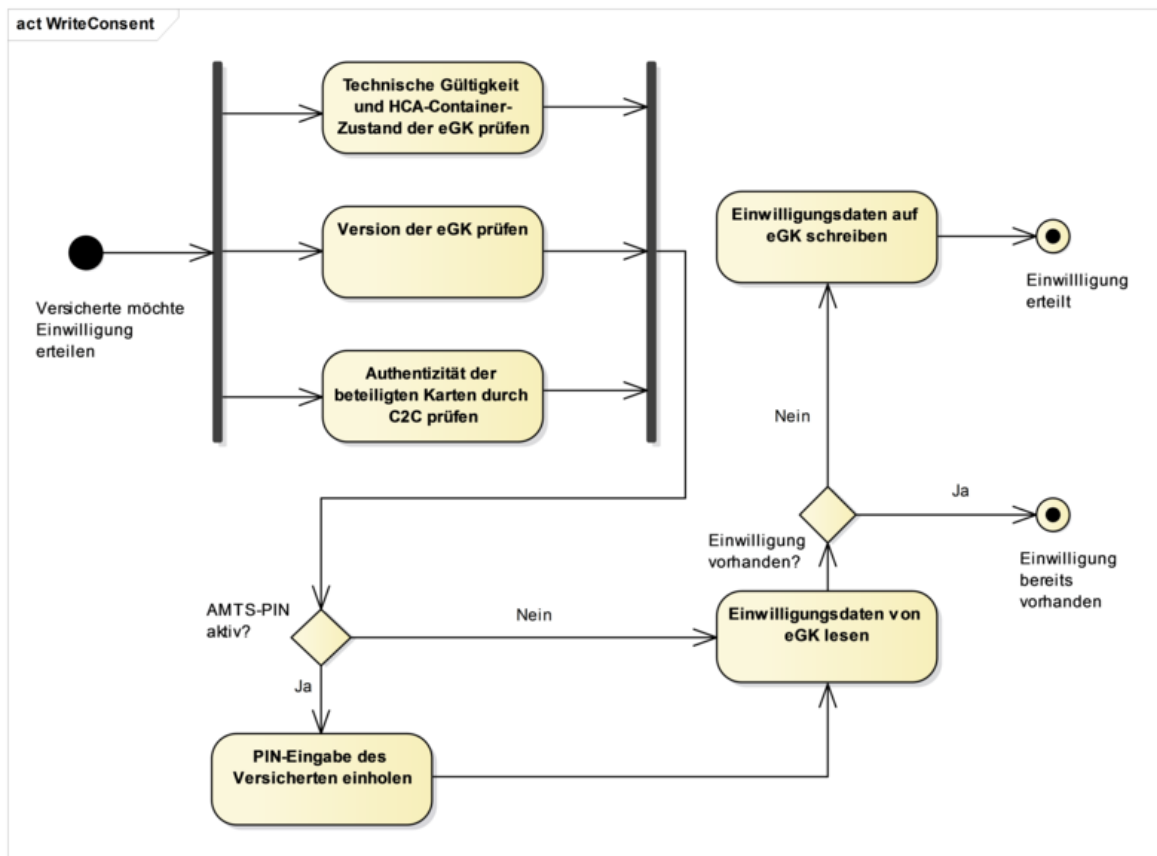 act WriteConsent
Technische Gültigkeit
und HCA-Container-
Zustand der eGK prüfen
Version der eGK prüfen
Authentizität der
beteiligten Karten durch
C2C prüfen
Versicherte möchte
Einwilligung
erteilen
Einwilligungsdaten auf
eGK schreiben
Einwillligung
erteilt
Nein
Ja
Einwilligung
vorhanden?
Einwilligung
bereits
vorhanden
AMTS-PIN
aktiv?
Nein
Ja
Einwilligungsdaten von
eGK lesen
PIN-Eingabe des
Versicherten einholen